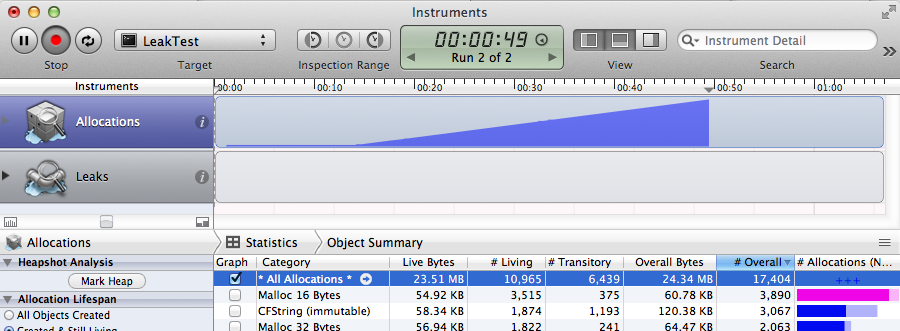 Instruments
LeakTest
00:00:49
Run 2 of 2
Instrument Detail
Stop
Target
Inspection Range
View
Search
Instruments
00:00 00:10 00:20 00:30 00:40 00:50 01:00
Allocations
Leaks
Allocations
Statistics
Object Summary
Heapshot Analysis
Graph Category Live Bytes # Living # Transitory Overall Bytes # Overall # Allocations (N...
Mark Heap
* All Allocations * 23.51 MB 10,965 6,439 24.34 MB 17,404 +++
Malloc 16 Bytes 54.92 KB 3,515 375 60.78 KB 3,890
Allocation Lifespan
All Objects Created
CFString (immutable) 58.34 KB 1,874 1,193 120.38 KB 3,067
Created & Still Living
Malloc 32 Bytes 56.94 KB 1,822 241 64.47 KB 2,063